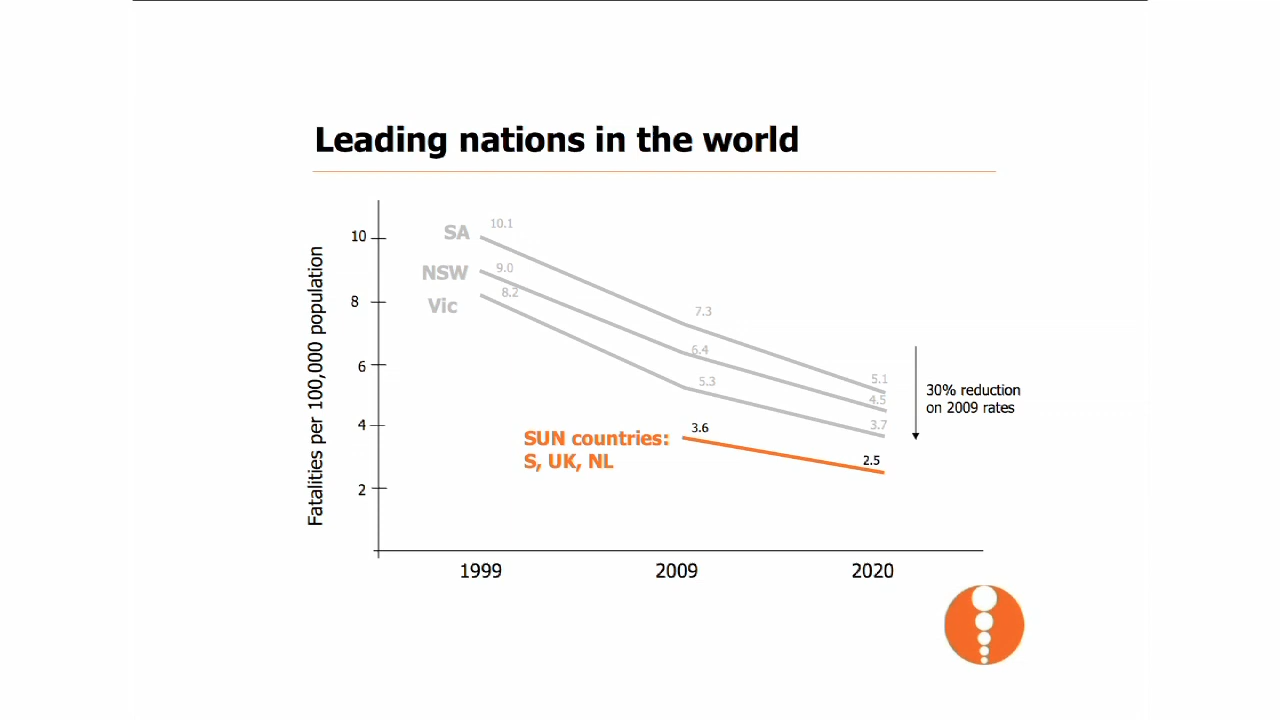 Leading nations in the world
Fatalities per 100,000 population
10
8
6
4
2
SA
10.1
NSW
9.0
Vic
8.2
7.3
6.4
5.3
5.1
4.5
3.7
30% reduction
on 2009 rates
SUN countries:
S, UK, NL
3.6
2.5
1999
2009
2020